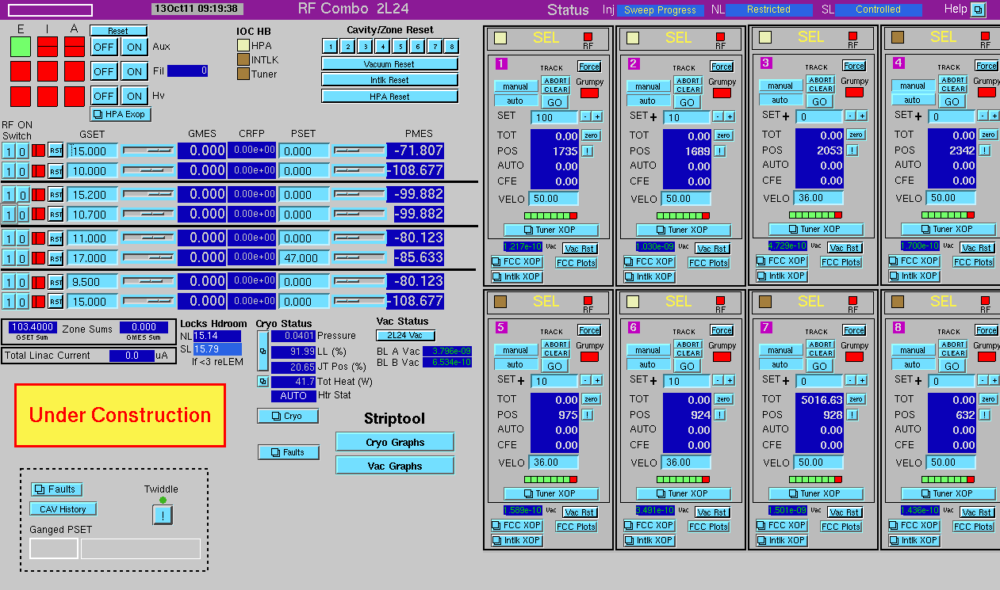 13Oct11 09:19:38 RF Combo 2L24 Status Inj Sweep Progress NL Restricted SL Controlled Help
E I A
Reset
OFF ON Aux
OFF ON Fil 0
OFF ON Hv
HPA Exop
IOC HB
HPA
INTLK
Tuner
Cavity/Zone Reset
1 2 3 4 5 6 7 8
Vacuum Reset
Intlk Reset
HPA Reset
RF ON
Switch GSET GMES CRFP PSET PMES
1 0 RST 15.000 0.000 0.00e+00 0.000 -71.807
1 0 RST 10.000 0.000 0.00e+00 0.000 -108.677
1 0 RST 15.200 0.000 0.00e+00 0.000 -99.882
1 0 RST 10.700 0.000 0.00e+00 0.000 -99.882
1 0 RST 11.000 0.000 0.00e+00 0.000 -80.123
1 0 RST 17.000 0.000 0.00e+00 47.000 -85.633
1 0 RST 9.500 0.000 0.00e+00 0.000 -80.123
1 0 RST 15.000 0.000 0.00e+00 0.000 -108.677
103.4000 Zone Sums 0.000
GSET Sum GMES Sum
Total Linac Current 0.0 uA
Locks Hdroom
NL 15.14
SL 15.79
If <3 reLEM
Cryo Status
0.0401 Pressure
91.99 LL (%)
20.65 JT Pos (%)
41.7 Tot Heat (W)
AUTO Htr Stat
Cryo
Faults
Vac Status
2L24 Vac
BL A Vac 3.796e-09
BL B Vac 6.534e-10
Striptool
Cryo Graphs
Vac Graphs
Under Construction
Faults
CAV History
Twiddle
!
Ganged PSET
SEL RF
1 TRACK Force
manual ABORT Grumpy
CLEAR
auto GO
SET 100 - +
TOT 0.00 zero
POS 1735 !
AUTO 0.00
CFE 0.00
VELO 50.00
Tuner XOP
1.217e-10 Vac Vac Rst
FCC XOP FCC Plots
Intlk XOP
SEL RF
2 TRACK Force
manual ABORT Grumpy
CLEAR
auto GO
SET+ 10 - +
TOT 0.00 zero
POS 1689 !
AUTO 0.00
CFE 0.00
VELO 50.00
Tuner XOP
1.030e-09 Vac Vac Rst
FCC XOP FCC Plots
Intlk XOP
SEL RF
3 TRACK Force
manual ABORT Grumpy
CLEAR
auto GO
SET+ 0 - +
TOT 0.00 zero
POS 2053 !
AUTO 0.00
CFE 0.00
VELO 36.00
Tuner XOP
4.729e-10 Vac Vac Rst
FCC XOP FCC Plots
Intlk XOP
SEL RF
4 TRACK Force
manual ABORT Grumpy
CLEAR
auto GO
SET+ 0 - +
TOT 0.00 zero
POS 2342 !
AUTO 0.00
CFE 0.00
VELO 50.00
Tuner XOP
1.700e-10 Vac Vac Rst
FCC XOP FCC Plots
Intlk XOP
SEL RF
5 TRACK Force
manual ABORT Grumpy
CLEAR
auto GO
SET+ 10 - +
TOT 0.00 zero
POS 975 !
AUTO 0.00
CFE 0.00
VELO 36.00
Tuner XOP
1.589e-10 Vac Vac Rst
FCC XOP FCC Plots
Intlk XOP
SEL RF
6 TRACK Force
manual ABORT Grumpy
CLEAR
auto GO
SET+ 10 - +
TOT 0.00 zero
POS 924 !
AUTO 0.00
CFE 0.00
VELO 36.00
Tuner XOP
3.491e-10 Vac Vac Rst
FCC XOP FCC Plots
Intlk XOP
SEL RF
7 TRACK Force
manual ABORT Grumpy
CLEAR
auto GO
SET+ 0 - +
TOT 5016.63 zero
POS 928 !
AUTO 0.00
CFE 0.00
VELO 50.00
Tuner XOP
1.501e-09 Vac Vac Rst
FCC XOP FCC Plots
Intlk XOP
SEL RF
8 TRACK Force
manual ABORT Grumpy
CLEAR
auto GO
SET+ 0 - +
TOT 0.00 zero
POS 632 !
AUTO 0.00
CFE 0.00
VELO 50.00
Tuner XOP
1.436e-10 Vac Vac Rst
FCC XOP FCC Plots
Intlk XOP